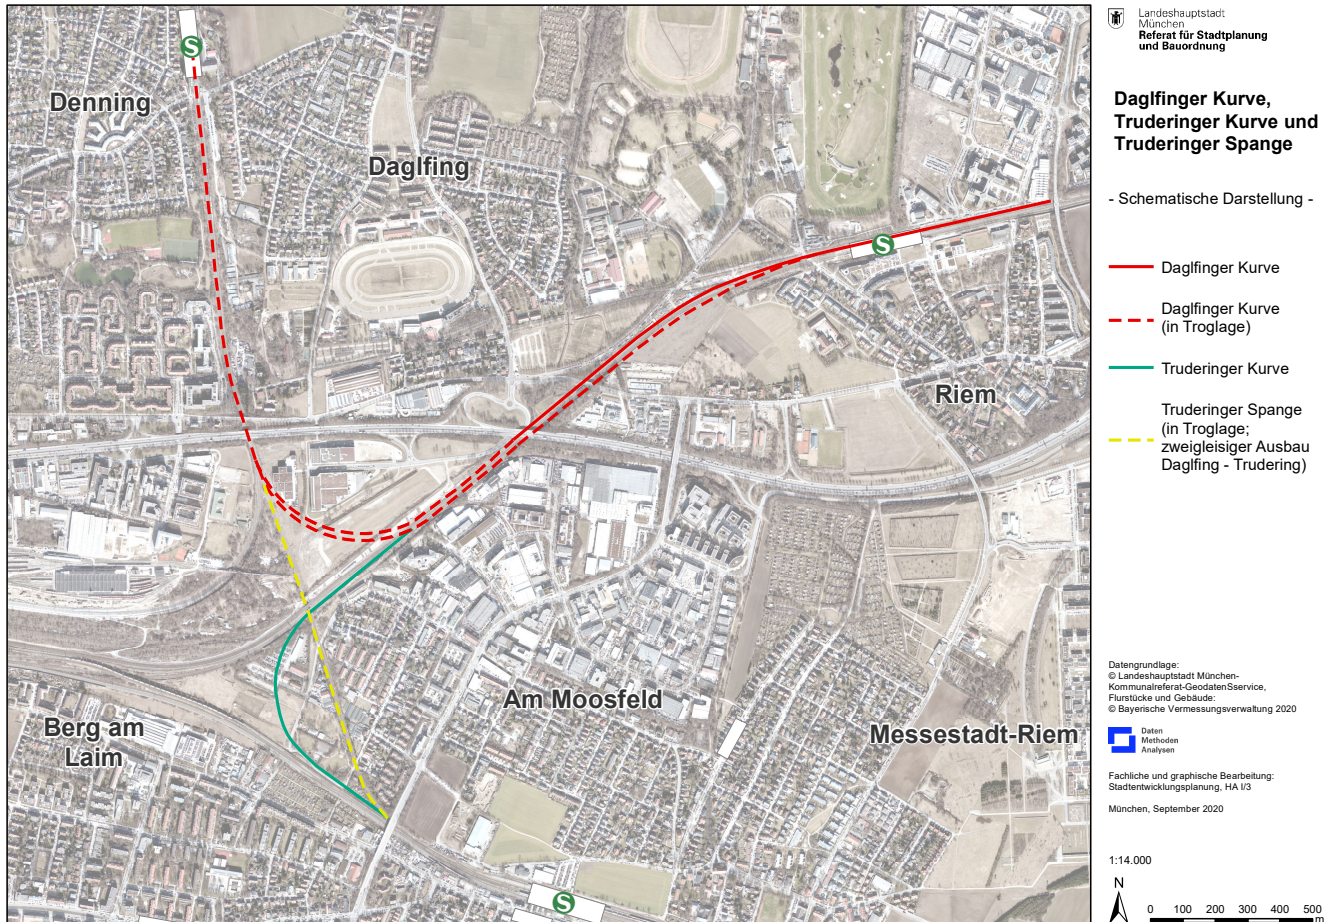 S
Denning
Daglfing
S
Riem
Am Moosfeld
Berg am
Laim
Messestadt-Riem
S
Landeshauptstadt
München
Referat für Stadtplanung
und Bauordnung
Daglfinger Kurve,
Truderinger Kurve und
Truderinger Spange
- Schematische Darstellung -
Daglfinger Kurve
Daglfinger Kurve
(in Troglage)
Truderinger Kurve
Truderinger Spange
(in Troglage;
zweigleisiger Ausbau
Daglfing - Trudering)
Datengrundlage:
© Landeshauptstadt München-
Kommunalreferat-GeodatenSservice,
Flurstücke und Gebäude:
© Bayerische Vermessungsverwaltung 2020
Daten
Methoden
Analysen
Fachliche und graphische Bearbeitung:
Stadtentwicklungsplanung, HA I/3
München, September 2020
1:14.000
N
0 100 200 300 400 500
m